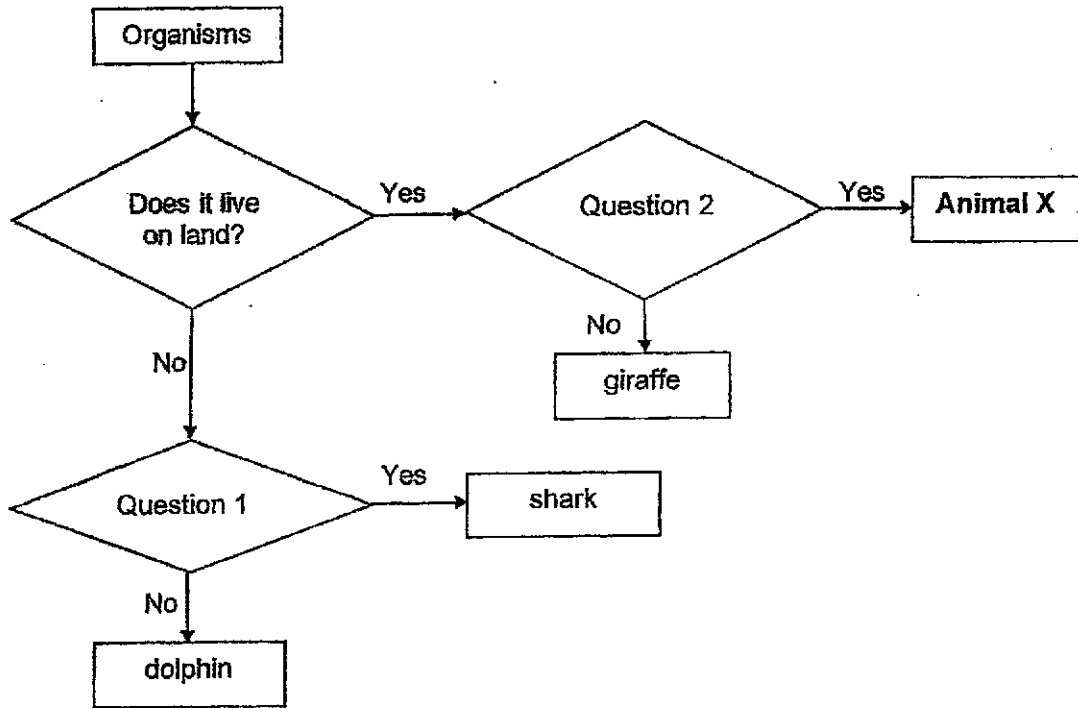 Organisms
Does it live
on land?
Yes
Question 2
Yes
Animal X
No
giraffe
No
Question 1
Yes
shark
No
dolphin